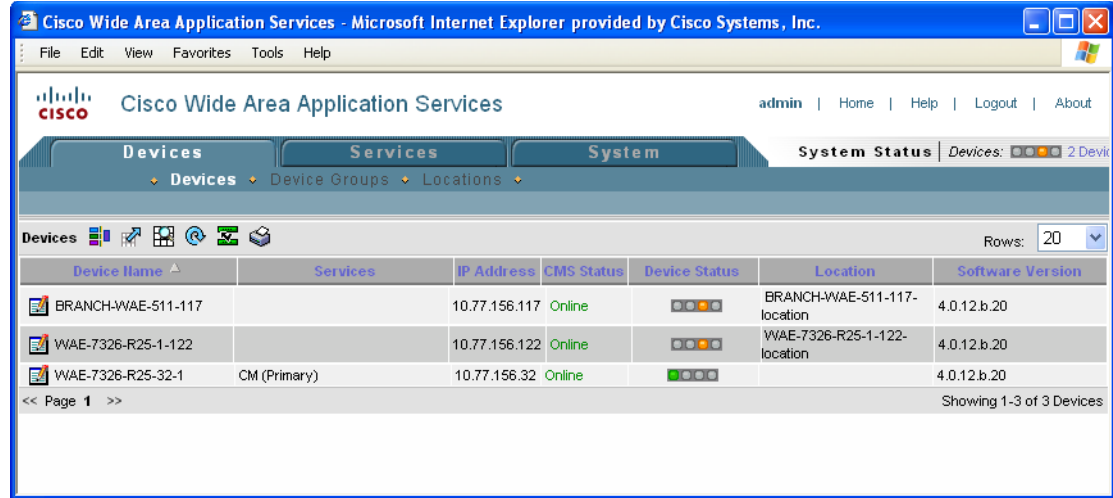 Cisco Wide Area Application Services - Microsoft Internet Explorer provided by Cisco Systems, Inc.
File Edit View Favorites Tools Help
CISCO Cisco Wide Area Application Services admin | Home | Help | Logout | About
Devices Services System System Status Devices: 2 Devic
Devices Device Groups Locations
Devices Rows: 20
Device Name Services IP Address CMS Status Device Status Location Software Version
BRANCH-WAE-511-117 10.77.156.117 Online BRANCH-WAE-511-117-location 4.0.12.b.20
WAE-7326-R25-1-122 10.77.156.122 Online WAE-7326-R25-1-122-location 4.0.12.b.20
WAE-7326-R25-32-1 CM (Primary) 10.77.156.32 Online 4.0.12.b.20
<< Page 1 >> Showing 1-3 of 3 Devices